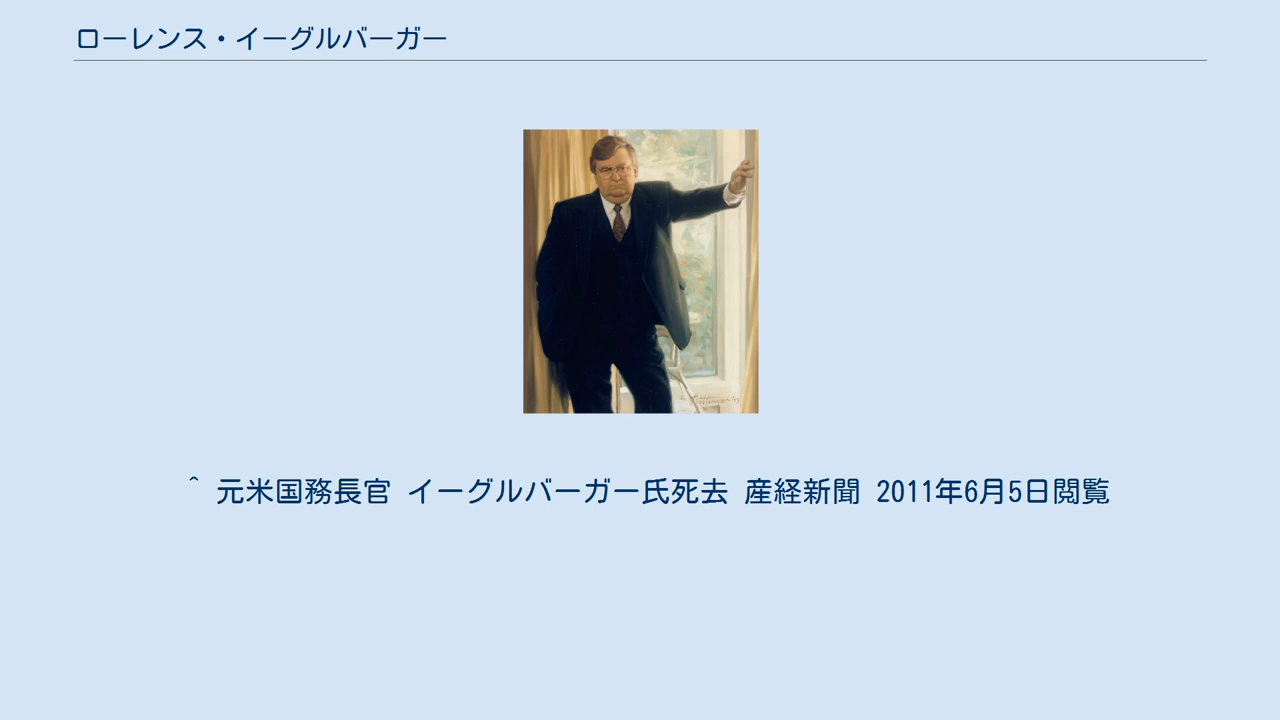 ローレンス・イーグルバーガー
^ 元米国務長官 イーグルバーガー氏死去 産経新聞 2011年6月5日閲覧